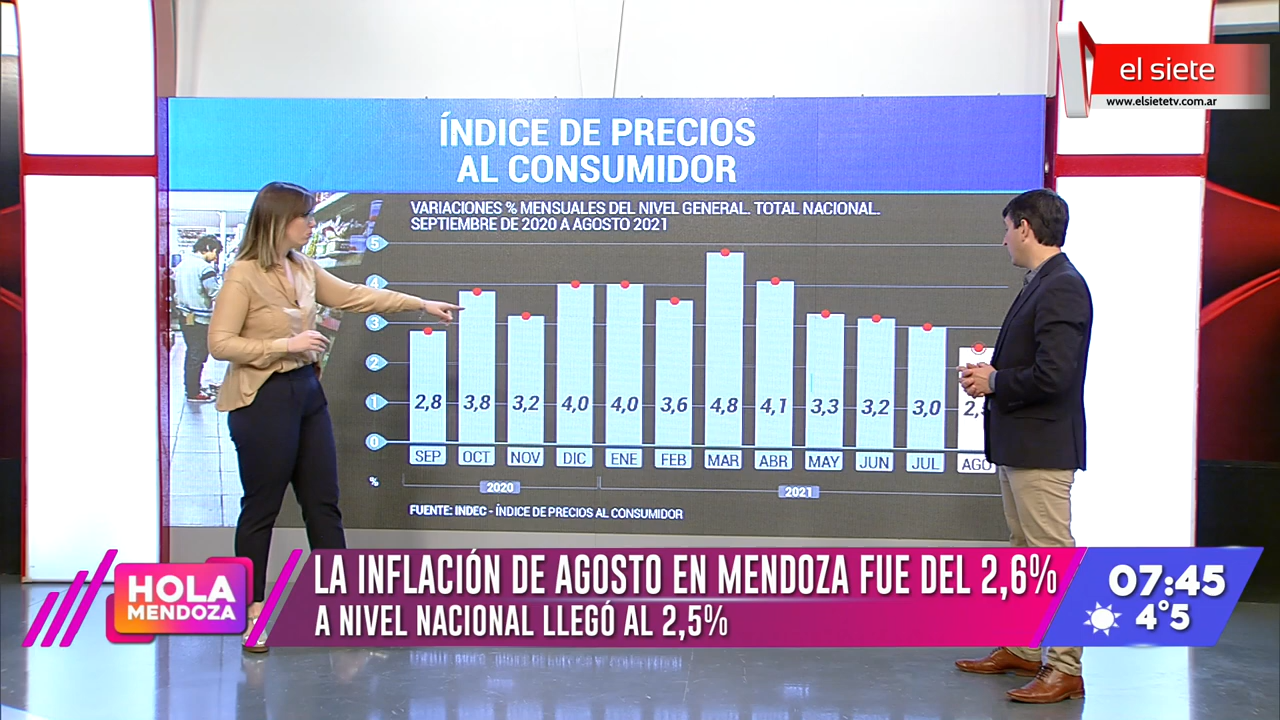 el siete
www.elsietetv.com.ar
ÍNDICE DE PRECIOS
AL CONSUMIDOR
VARIACIONES % MENSUALES DEL NIVEL GENERAL. TOTAL NACIONAL.
SEPTIEMBRE DE 2020 A AGOSTO 2021
5
4
3
2
1
0
%
2,8 3,8 3,2 4,0 4,0 3,6 4,8 4,1 3,3 3,2 3,0
SEP OCT NOV DIC ENE FEB MAR ABR MAY JUN JUL AGO
2020 2021
FUENTE: INDEC - ÍNDICE DE PRECIOS AL CONSUMIDOR
HOLA
MENDOZA
LA INFLACIÓN DE AGOSTO EN MENDOZA FUE DEL 2,6%
A NIVEL NACIONAL LLEGÓ AL 2,5%
07:45
4°5